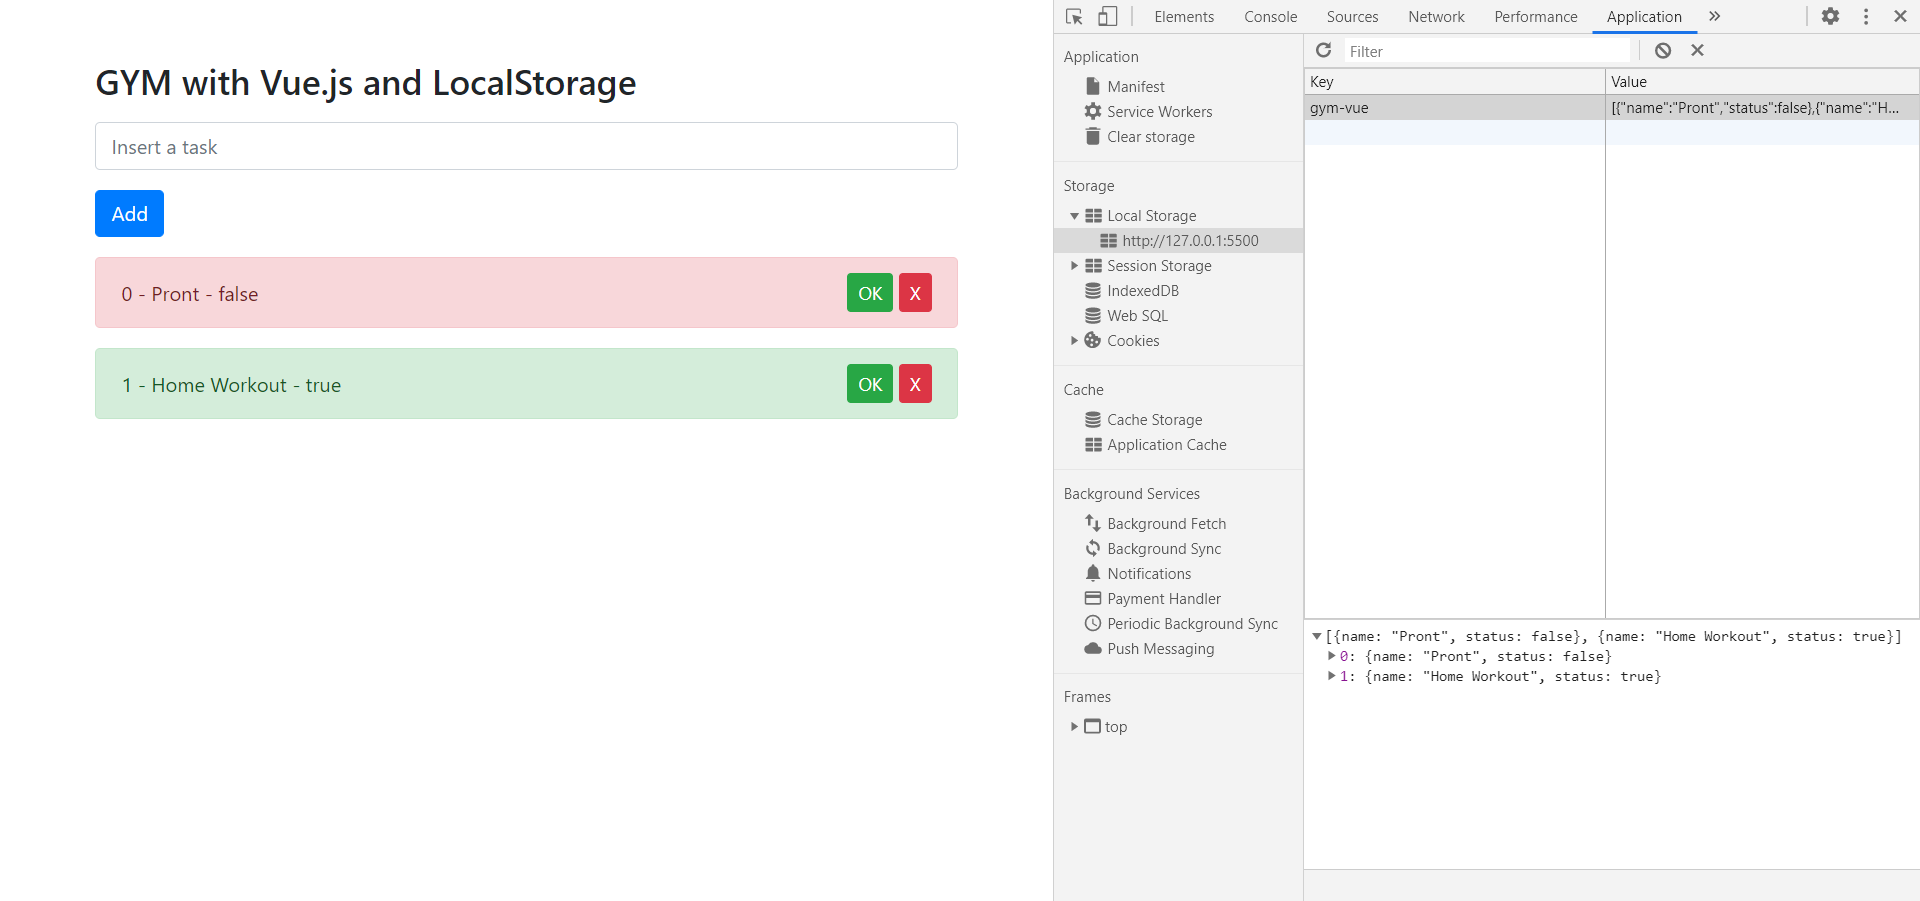 GYM with Vue.js and LocalStorage
Insert a task
Add
0 - Pront - false
OK
X
1 - Home Workout - true
OK
X
Elements
Console
Sources
Network
Performance
Application
»
Application
Manifest
Service Workers
Clear storage
Storage
Local Storage
http://127.0.0.1:5500
Session Storage
IndexedDB
Web SQL
Cookies
Cache
Cache Storage
Application Cache
Background Services
Background Fetch
Background Sync
Notifications
Payment Handler
Periodic Background Sync
Push Messaging
Frames
top
Filter
Key
Value
gym-vue
[{"name":"Pront","status":false},{"name":"H...
[{name: "Pront", status: false}, {name: "Home Workout", status: true}]
0: {name: "Pront", status: false}
1: {name: "Home Workout", status: true}